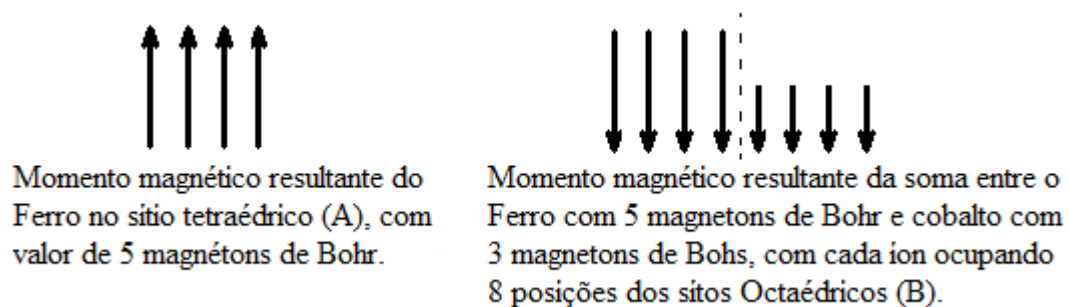 Momento magnético resultante do
Ferro no sítio tetraédrico (A), com
valor de 5 magnétons de Bohr.
Momento magnético resultante da soma entre o
Ferro com 5 magnetons de Bohr e cobalto com
3 magnetons de Bohs, com cada íon ocupando
8 posições dos sítos Octaédricos (B).